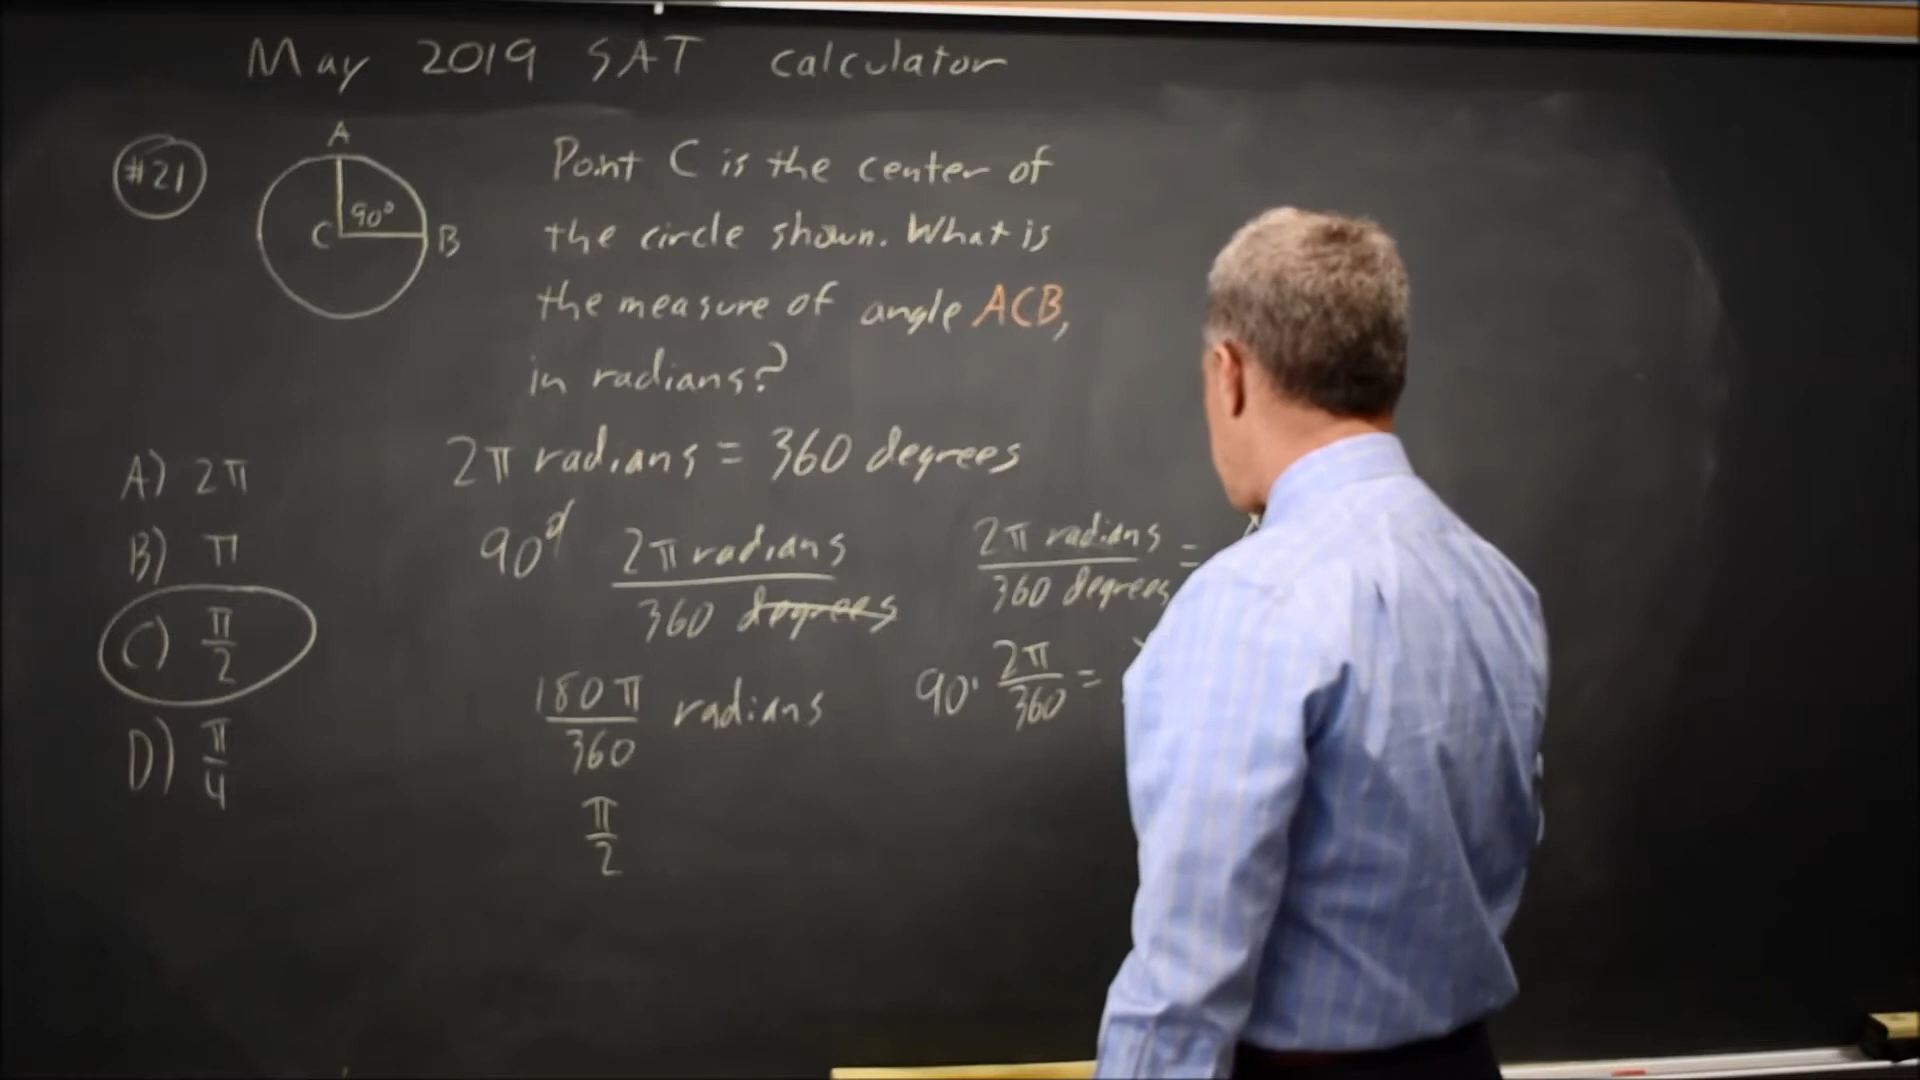 May 2019 SAT calculator
#21
A
90°
C
B
Point C is the center of
the circle shown. What is
the measure of angle ACB,
in radians?
A) 2π
B) π
C) π/2
D) π/4
2π radians = 360 degrees
90° 2π radians / 360 degrees
180π / 360 radians
π/2
2π radians / 360 degrees =
90 · 2π / 360 =